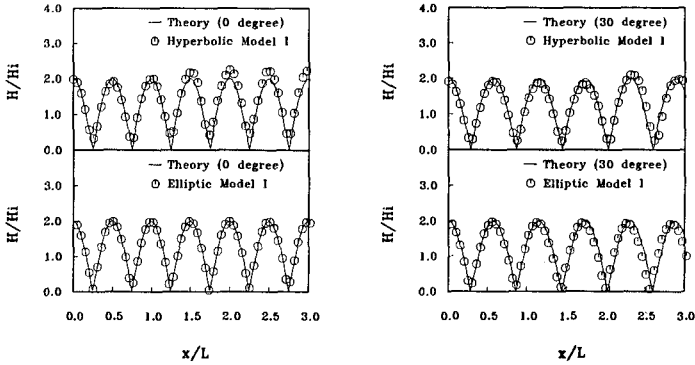 — Theory (0 degree)
○ Hyperbolic Model I
H/Hi
4.0
3.0
2.0
1.0
0.0
— Theory (0 degree)
○ Elliptic Model I
H/Hi
3.0
2.0
1.0
0.0
0.0 0.5 1.0 1.5 2.0 2.5 3.0
x/L
— Theory (30 degree)
○ Hyperbolic Model I
H/Hi
4.0
3.0
2.0
1.0
0.0
— Theory (30 degree)
○ Elliptic Model I
H/Hi
3.0
2.0
1.0
0.0
0.0 0.5 1.0 1.5 2.0 2.5 3.0
x/L